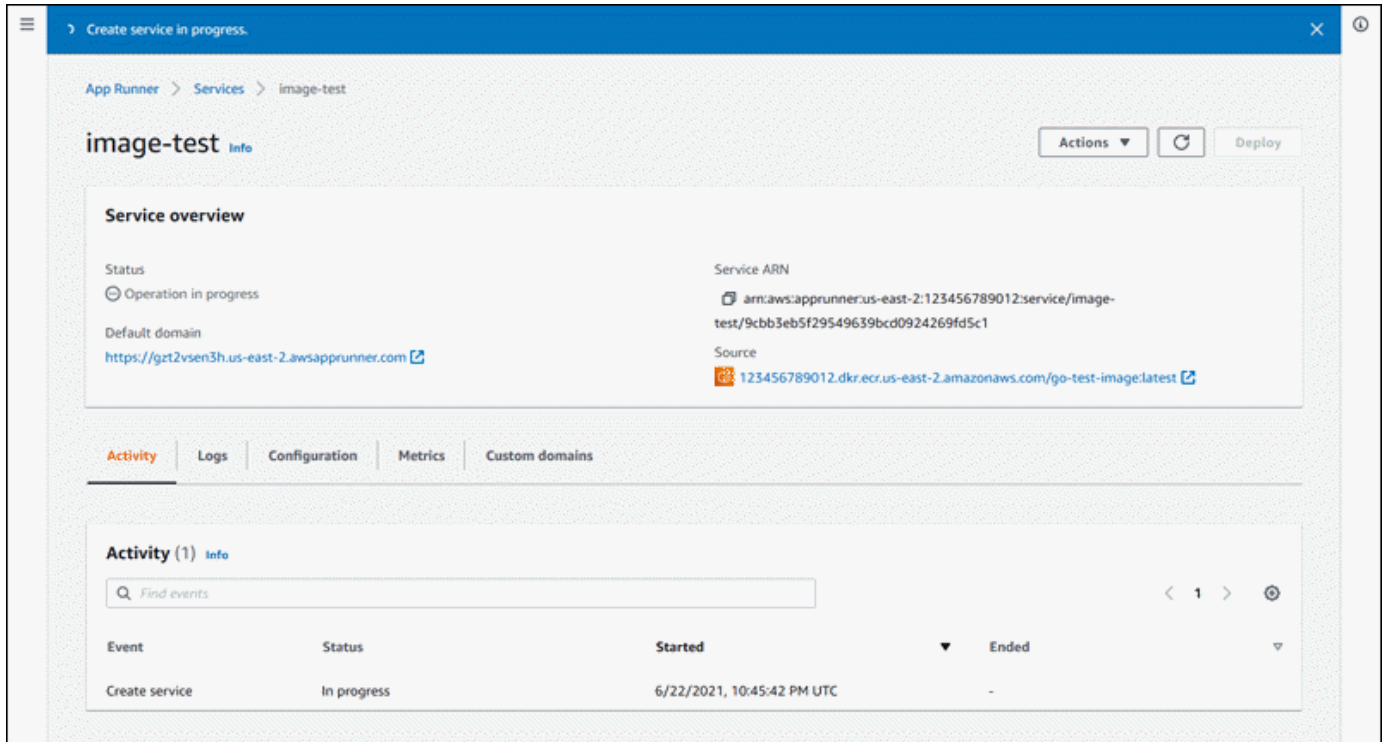 Create service in progress.
App Runner > Services > image-test
image-test Info
Actions
Deploy
Service overview
Status
Operation in progress
Default domain
https://gzt2vsen3h.us-east-2.awsapprunner.com
Service ARN
arn:aws:apprunner:us-east-2:123456789012:service/image-
test/9cbb3eb5f29549639bcd0924269fd5c1
Source
123456789012.dkr.ecr.us-east-2.amazonaws.com/go-test-image:latest
Activity Logs Configuration Metrics Custom domains
Activity (1) Info
Find events
< 1 >
Event Status Started Ended
Create service In progress 6/22/2021, 10:45:42 PM UTC -